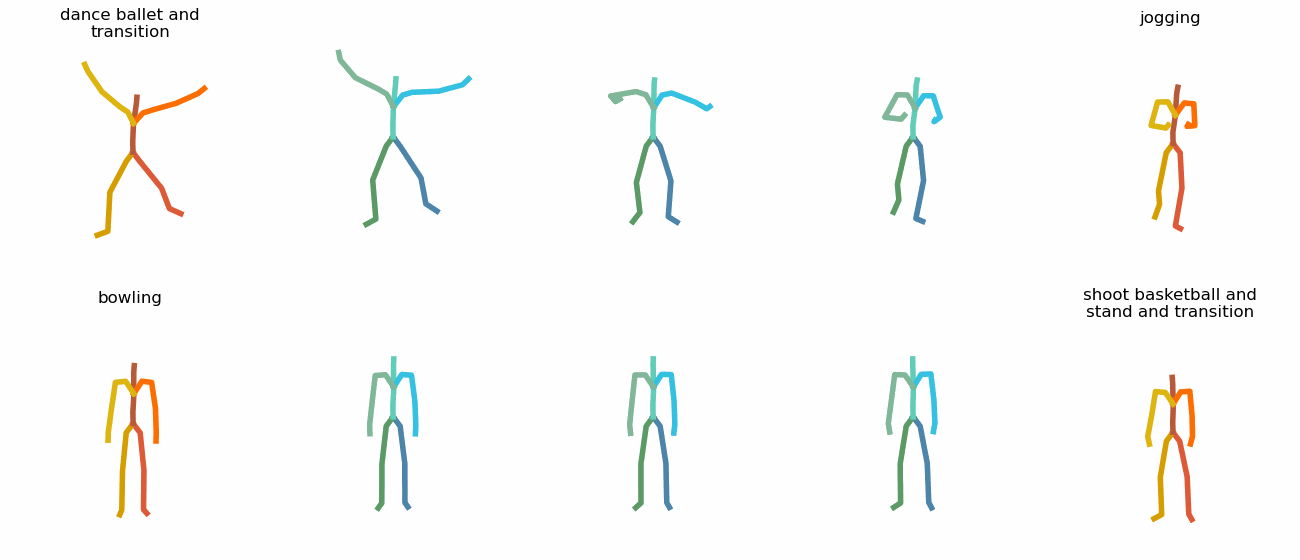 dance ballet and
transition
jogging
bowling
shoot basketball and
stand and transition